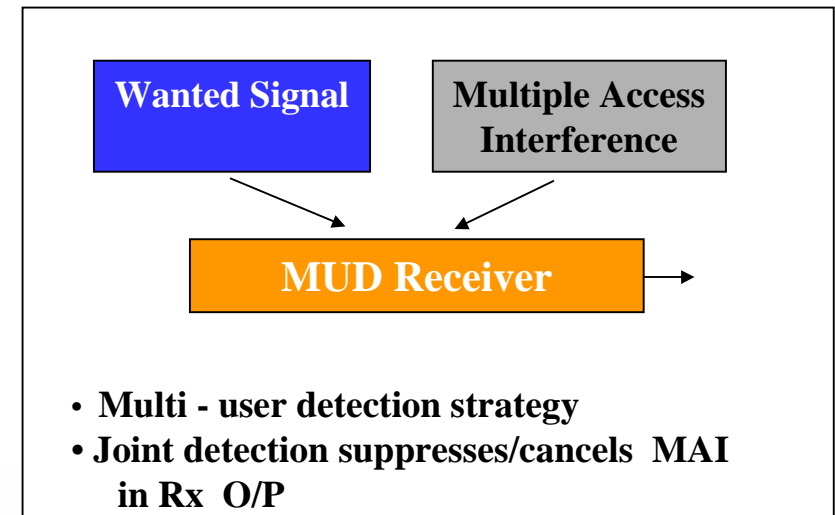 Wanted Signal
Multiple Access
Interference
MUD Receiver
• Multi - user detection strategy
• Joint detection suppresses/cancels MAI
in Rx O/P